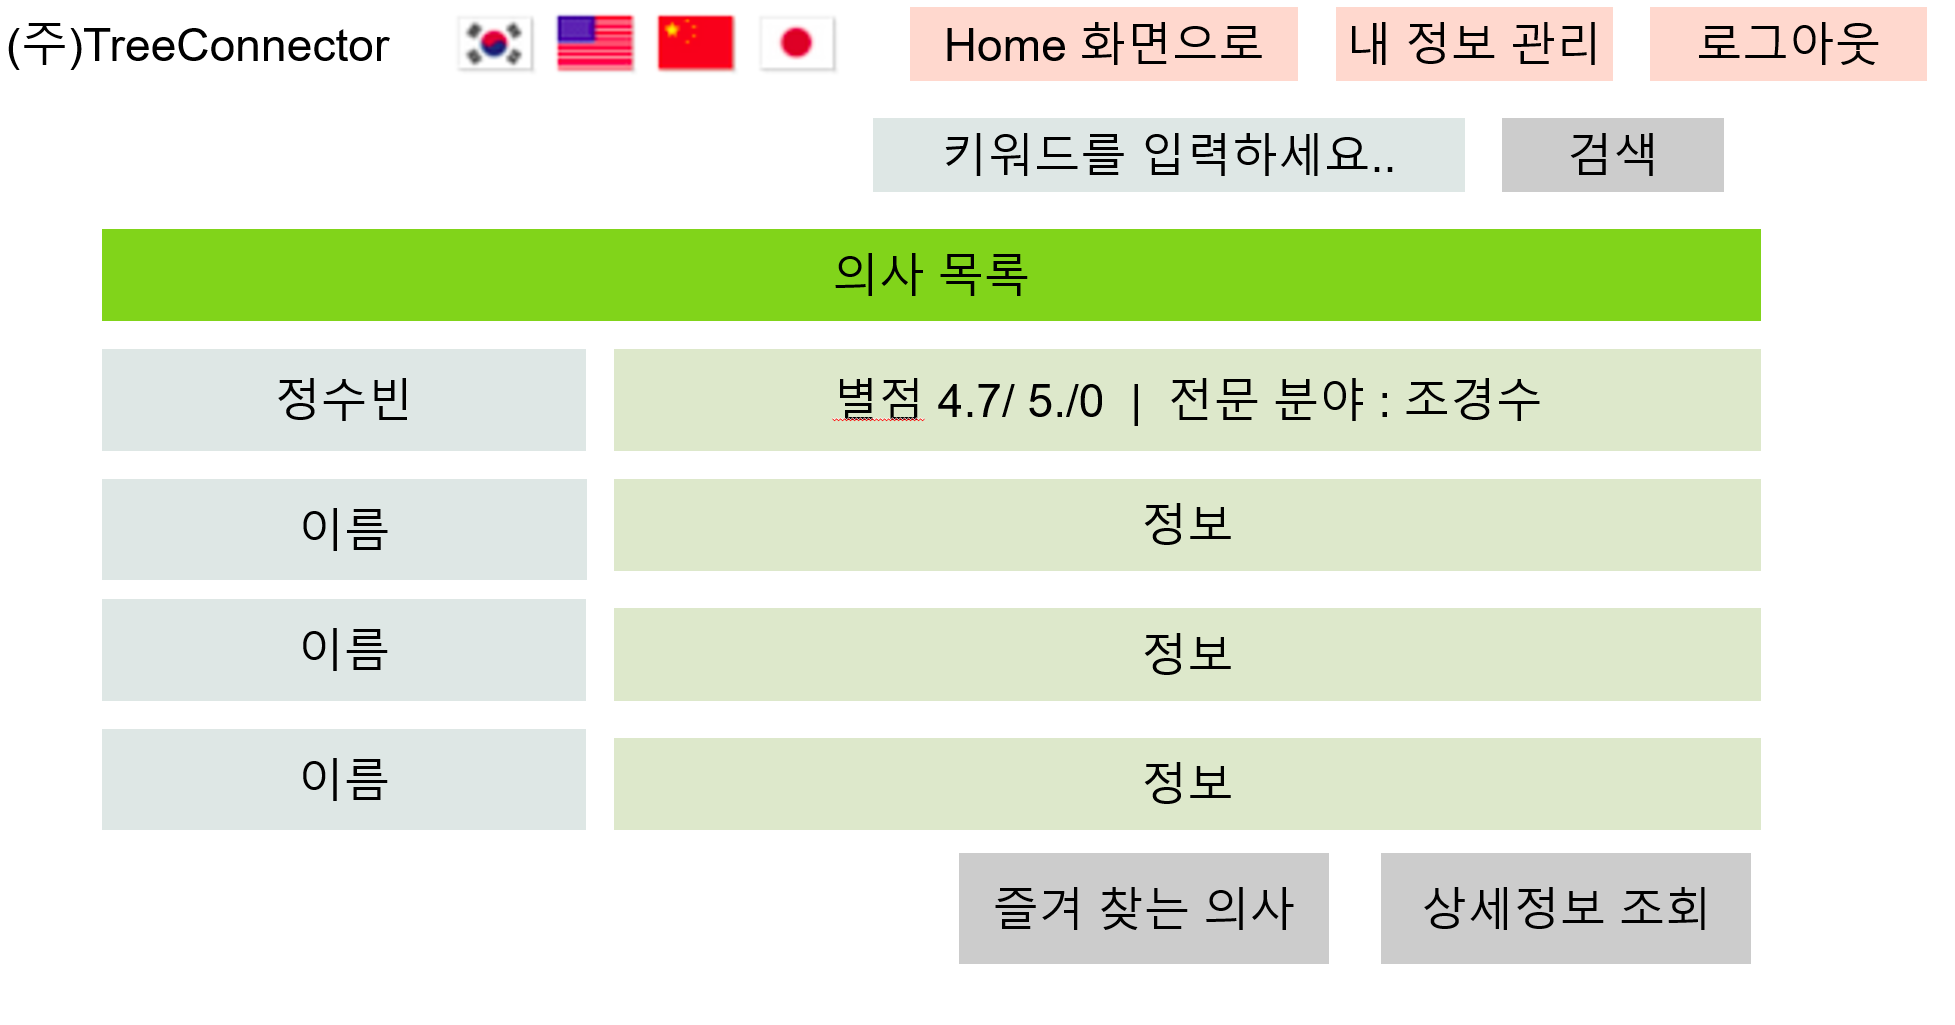 (주)TreeConnector
Home 화면으로
내 정보 관리
로그아웃
키워드를 입력하세요..
검색
의사 목록
정수빈
별점 4.7/ 5./0 | 전문 분야 : 조경수
이름
정보
이름
정보
이름
정보
즐겨 찾는 의사
상세정보 조회